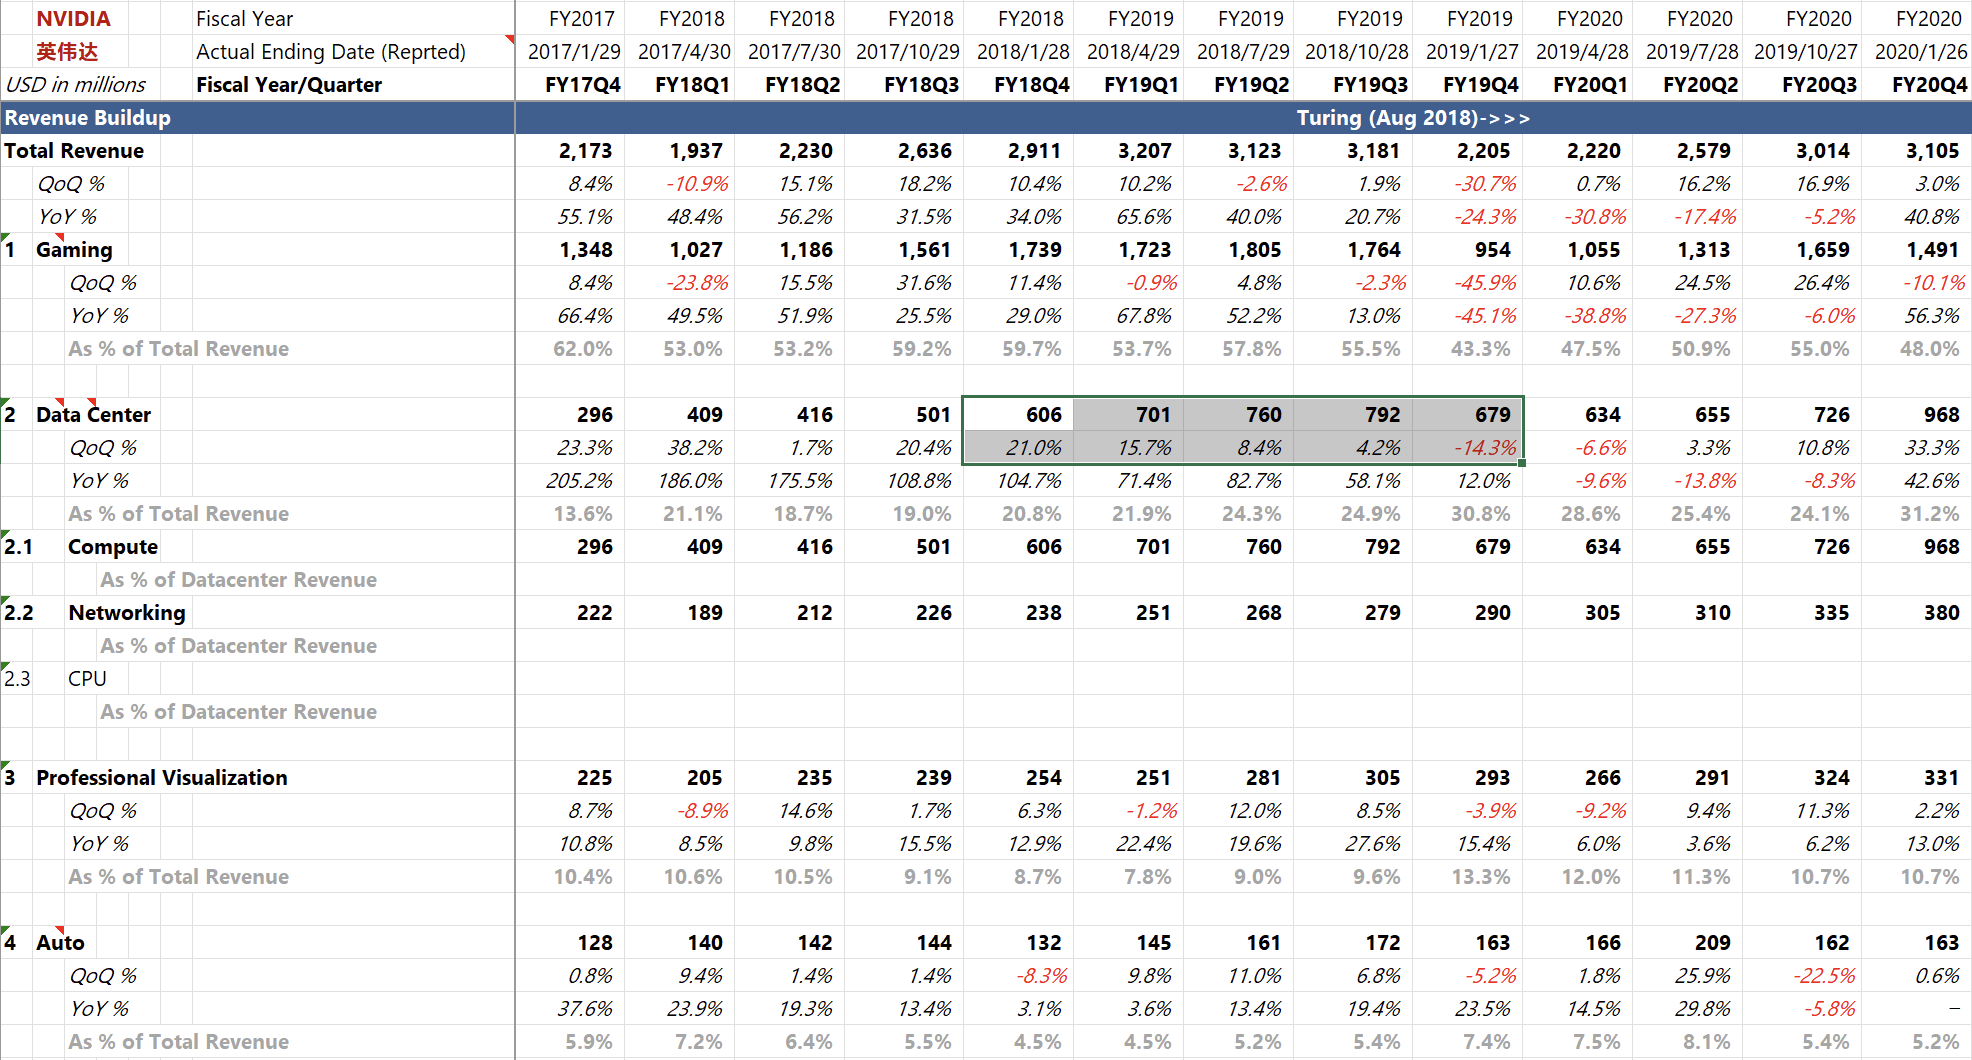 NVIDIA Fiscal Year FY2017 FY2018 FY2018 FY2018 FY2018 FY2019 FY2019 FY2019 FY2019 FY2020 FY2020 FY2020 FY2020
英伟达 Actual Ending Date (Reprted) 2017/1/29 2017/4/30 2017/7/30 2017/10/29 2018/1/28 2018/4/29 2018/7/29 2018/10/28 2019/1/27 2019/4/28 2019/7/28 2019/10/27 2020/1/26
USD in millions Fiscal Year/Quarter FY17Q4 FY18Q1 FY18Q2 FY18Q3 FY18Q4 FY19Q1 FY19Q2 FY19Q3 FY19Q4 FY20Q1 FY20Q2 FY20Q3 FY20Q4
Revenue Buildup Turing (Aug 2018)->>>
Total Revenue 2,173 1,937 2,230 2,636 2,911 3,207 3,123 3,181 2,205 2,220 2,579 3,014 3,105
QoQ % 8.4% -10.9% 15.1% 18.2% 10.4% 10.2% -2.6% 1.9% -30.7% 0.7% 16.2% 16.9% 3.0%
YoY % 55.1% 48.4% 56.2% 31.5% 34.0% 65.6% 40.0% 20.7% -24.3% -30.8% -17.4% -5.2% 40.8%
1 Gaming 1,348 1,027 1,186 1,561 1,739 1,723 1,805 1,764 954 1,055 1,313 1,659 1,491
QoQ % 8.4% -23.8% 15.5% 31.6% 11.4% -0.9% 4.8% -2.3% -45.9% 10.6% 24.5% 26.4% -10.1%
YoY % 66.4% 49.5% 51.9% 25.5% 29.0% 67.8% 52.2% 13.0% -45.1% -38.8% -27.3% -6.0% 56.3%
As % of Total Revenue 62.0% 53.0% 53.2% 59.2% 59.7% 53.7% 57.8% 55.5% 43.3% 47.5% 50.9% 55.0% 48.0%
2 Data Center 296 409 416 501 606 701 760 792 679 634 655 726 968
QoQ % 23.3% 38.2% 1.7% 20.4% 21.0% 15.7% 8.4% 4.2% -14.3% -6.6% 3.3% 10.8% 33.3%
YoY % 205.2% 186.0% 175.5% 108.8% 104.7% 71.4% 82.7% 58.1% 12.0% -9.6% -13.8% -8.3% 42.6%
As % of Total Revenue 13.6% 21.1% 18.7% 19.0% 20.8% 21.9% 24.3% 24.9% 30.8% 28.6% 25.4% 24.1% 31.2%
2.1 Compute 296 409 416 501 606 701 760 792 679 634 655 726 968
As % of Datacenter Revenue
2.2 Networking 222 189 212 226 238 251 268 279 290 305 310 335 380
As % of Datacenter Revenue
2.3 CPU
As % of Datacenter Revenue
3 Professional Visualization 225 205 235 239 254 251 281 305 293 266 291 324 331
QoQ % 8.7% -8.9% 14.6% 1.7% 6.3% -1.2% 12.0% 8.5% -3.9% -9.2% 9.4% 11.3% 2.2%
YoY % 10.8% 8.5% 9.8% 15.5% 12.9% 22.4% 19.6% 27.6% 15.4% 6.0% 3.6% 6.2% 13.0%
As % of Total Revenue 10.4% 10.6% 10.5% 9.1% 8.7% 7.8% 9.0% 9.6% 13.3% 12.0% 11.3% 10.7% 10.7%
4 Auto 128 140 142 144 132 145 161 172 163 166 209 162 163
QoQ % 0.8% 9.4% 1.4% 1.4% -8.3% 9.8% 11.0% 6.8% -5.2% 1.8% 25.9% -22.5% 0.6%
YoY % 37.6% 23.9% 19.3% 13.4% 3.1% 3.6% 13.4% 19.4% 23.5% 14.5% 29.8% -5.8% –
As % of Total Revenue 5.9% 7.2% 6.4% 5.5% 4.5% 4.5% 5.2% 5.4% 7.4% 7.5% 8.1% 5.4% 5.2%